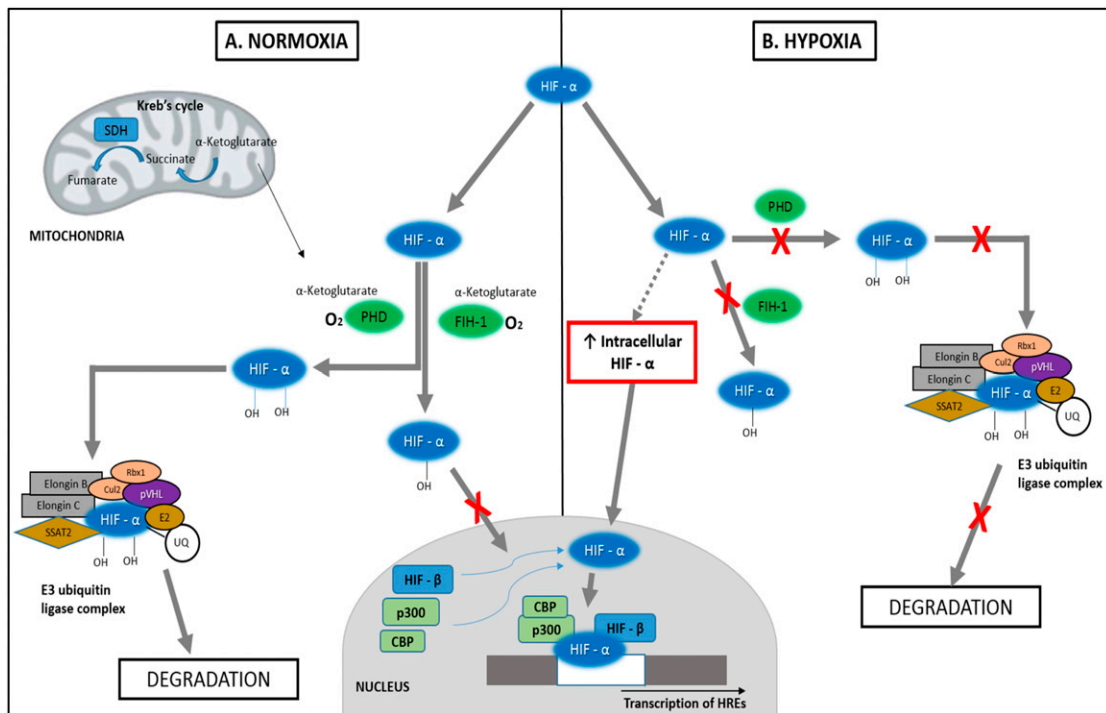 A. NORMOXIA
Kreb's cycle
SDH
α-Ketoglutarate
Succinate
Fumarate
MITOCHONDRIA
HIF - α
HIF - α
α-Ketoglutarate
α-Ketoglutarate
O₂
PHD
FIH-1
O₂
HIF - α
OH
OH
HIF - α
OH
Elongin B
Elongin C
Rbx1
Cul2
pVHL
HIF - α
E2
SSAT2
UQ
OH
OH
E3 ubiquitin
ligase complex
DEGRADATION
B. HYPOXIA
HIF - α
PHD
HIF - α
OH
OH
FIH-1
↑ Intracellular
HIF - α
HIF - α
OH
Elongin B
Elongin C
Rbx1
Cul2
pVHL
HIF - α
E2
SSAT2
UQ
OH
OH
E3 ubiquitin
ligase complex
DEGRADATION
HIF - α
HIF - β
p300
CBP
CBP
p300
HIF - β
HIF - α
NUCLEUS
Transcription of HREs